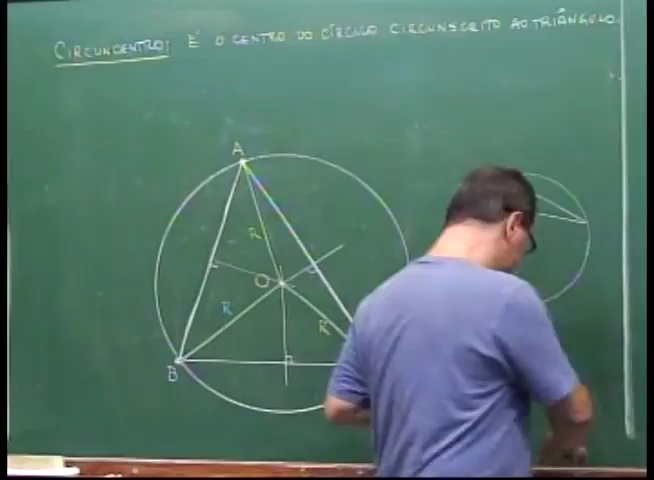 CIRCUNCENTRO: É O CENTRO DO CÍRCULO CIRCUNSCRITO AO TRIÂNGULO.
A
R
O
R
R
B